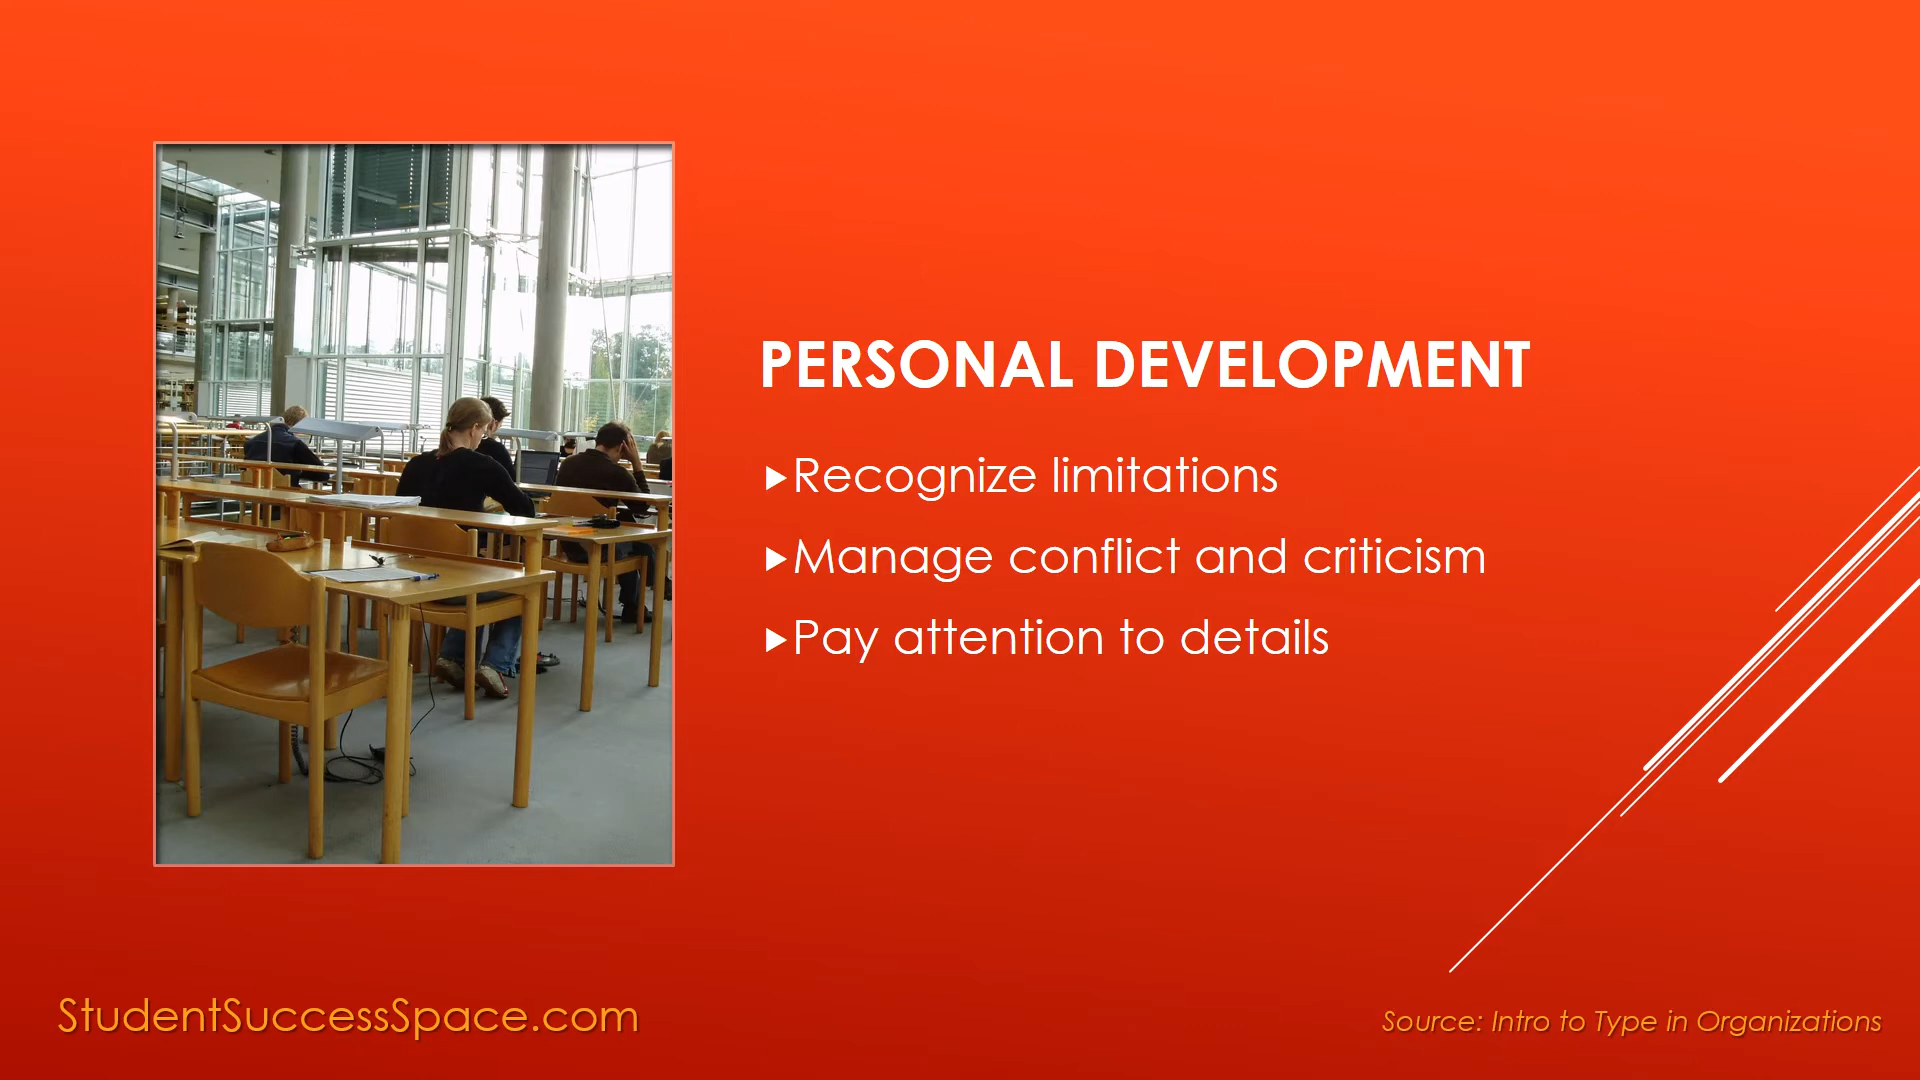 PERSONAL DEVELOPMENT
Recognize limitations
Manage conflict and criticism
Pay attention to details
StudentSuccessSpace.com
Source: Intro to Type in Organizations